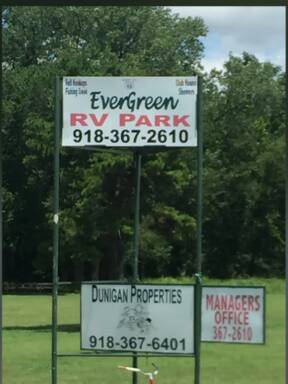 Full Hookups Club House
Fishing Creek Showers
EverGreen
RV PARK
918-367-2610
DUNIGAN PROPERTIES
918-367-6401
MANAGERS
OFFICE
367-2610